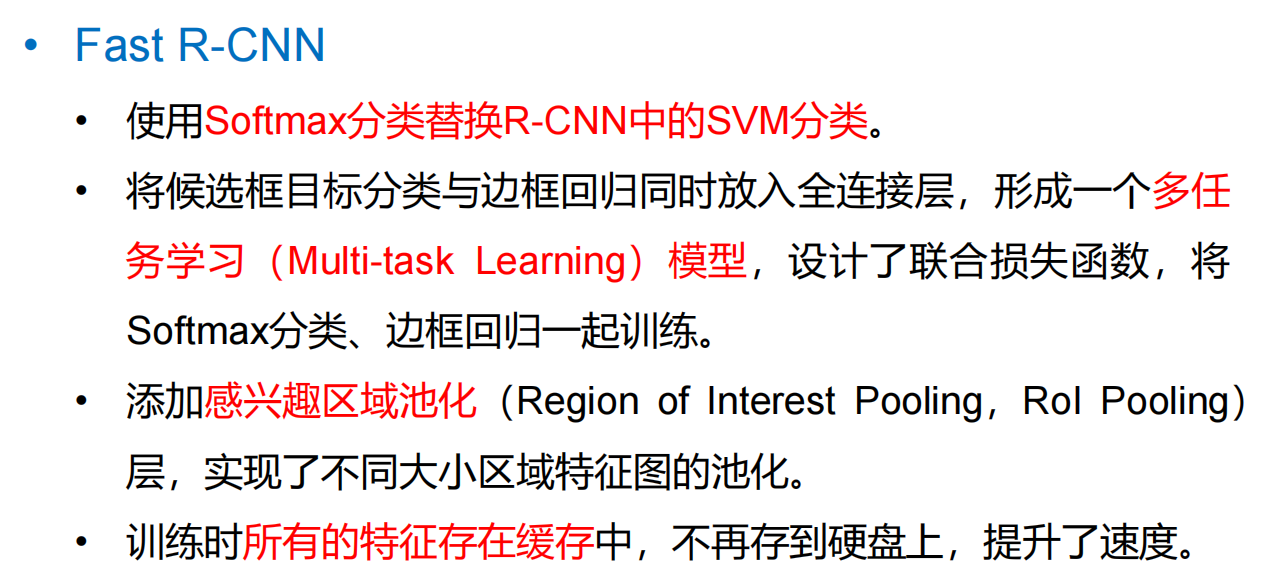 • Fast R-CNN
• 使用Softmax分类替换R-CNN中的SVM分类。
• 将候选框目标分类与边框回归同时放入全连接层，形成一个多任
务学习（Multi-task Learning）模型，设计了联合损失函数，将
Softmax分类、边框回归一起训练。
• 添加感兴趣区域池化（Region of Interest Pooling，RoI Pooling）
层，实现了不同大小区域特征图的池化。
• 训练时所有的特征存在缓存中，不再存到硬盘上，提升了速度。